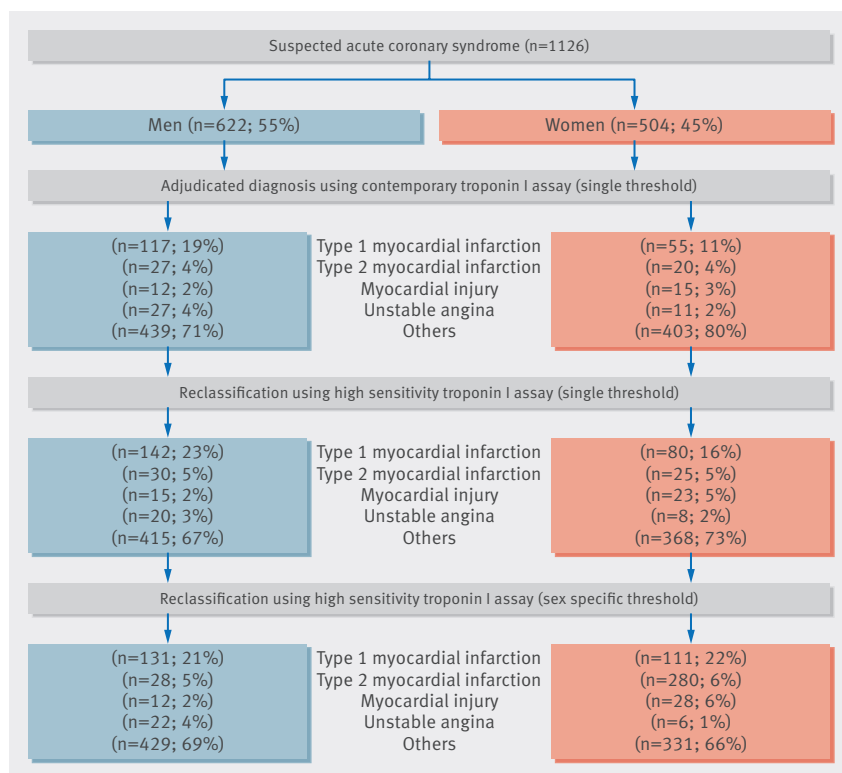 Suspected acute coronary syndrome (n=1126)
Men (n=622; 55%) Women (n=504; 45%)
Adjudicated diagnosis using contemporary troponin I assay (single threshold)
(n=117; 19%) Type 1 myocardial infarction (n=55; 11%)
(n=27; 4%) Type 2 myocardial infarction (n=20; 4%)
(n=12; 2%) Myocardial injury (n=15; 3%)
(n=27; 4%) Unstable angina (n=11; 2%)
(n=439; 71%) Others (n=403; 80%)
Reclassification using high sensitivity troponin I assay (single threshold)
(n=142; 23%) Type 1 myocardial infarction (n=80; 16%)
(n=30; 5%) Type 2 myocardial infarction (n=25; 5%)
(n=15; 2%) Myocardial injury (n=23; 5%)
(n=20; 3%) Unstable angina (n=8; 2%)
(n=415; 67%) Others (n=368; 73%)
Reclassification using high sensitivity troponin I assay (sex specific threshold)
(n=131; 21%) Type 1 myocardial infarction (n=111; 22%)
(n=28; 5%) Type 2 myocardial infarction (n=280; 6%)
(n=12; 2%) Myocardial injury (n=28; 6%)
(n=22; 4%) Unstable angina (n=6; 1%)
(n=429; 69%) Others (n=331; 66%)